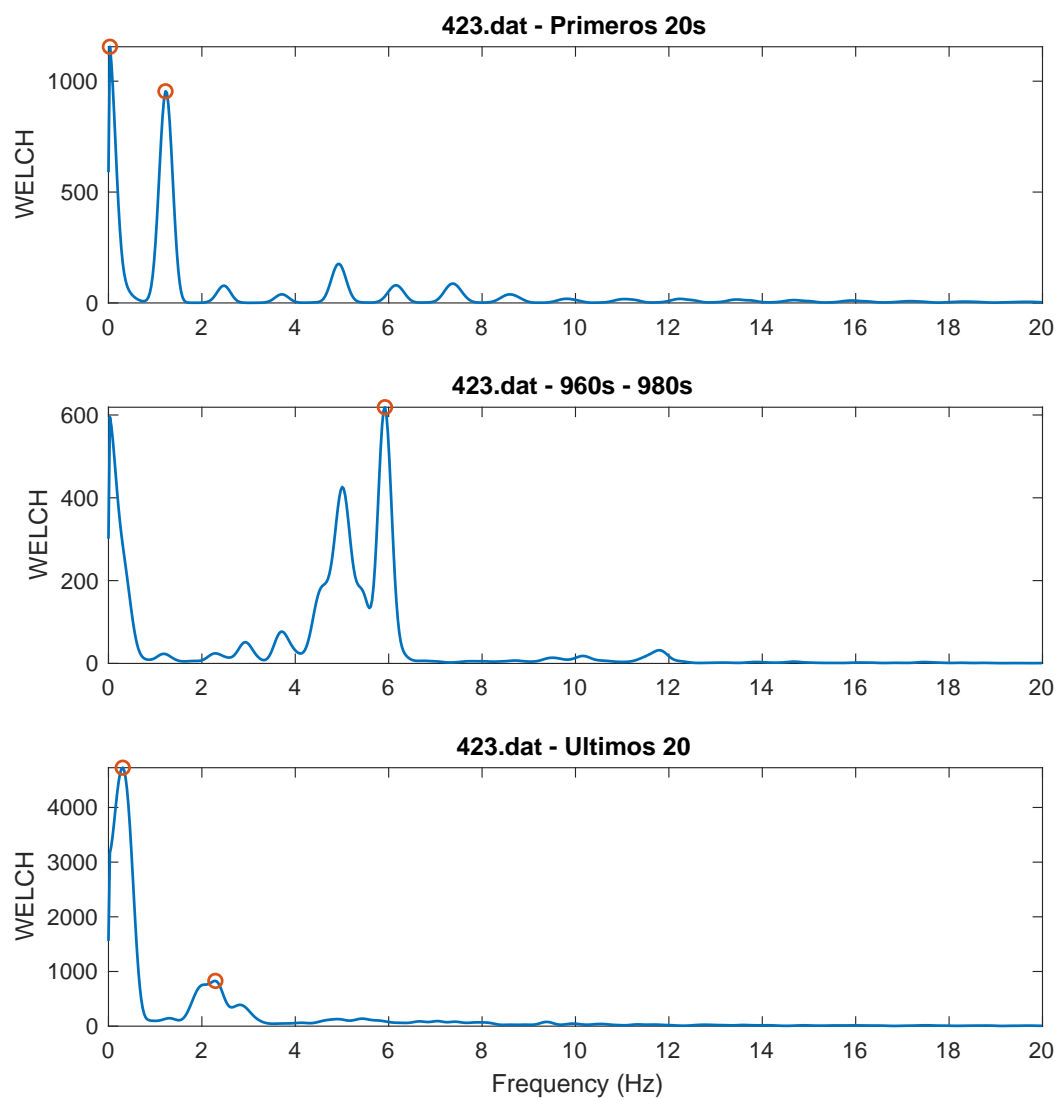 423.dat - Primeros 20s
1000
500
0
WELCH
0 2 4 6 8 10 12 14 16 18 20
423.dat - 960s - 980s
600
400
200
0
WELCH
0 2 4 6 8 10 12 14 16 18 20
423.dat - Ultimos 20
4000
3000
2000
1000
0
WELCH
0 2 4 6 8 10 12 14 16 18 20
Frequency (Hz)